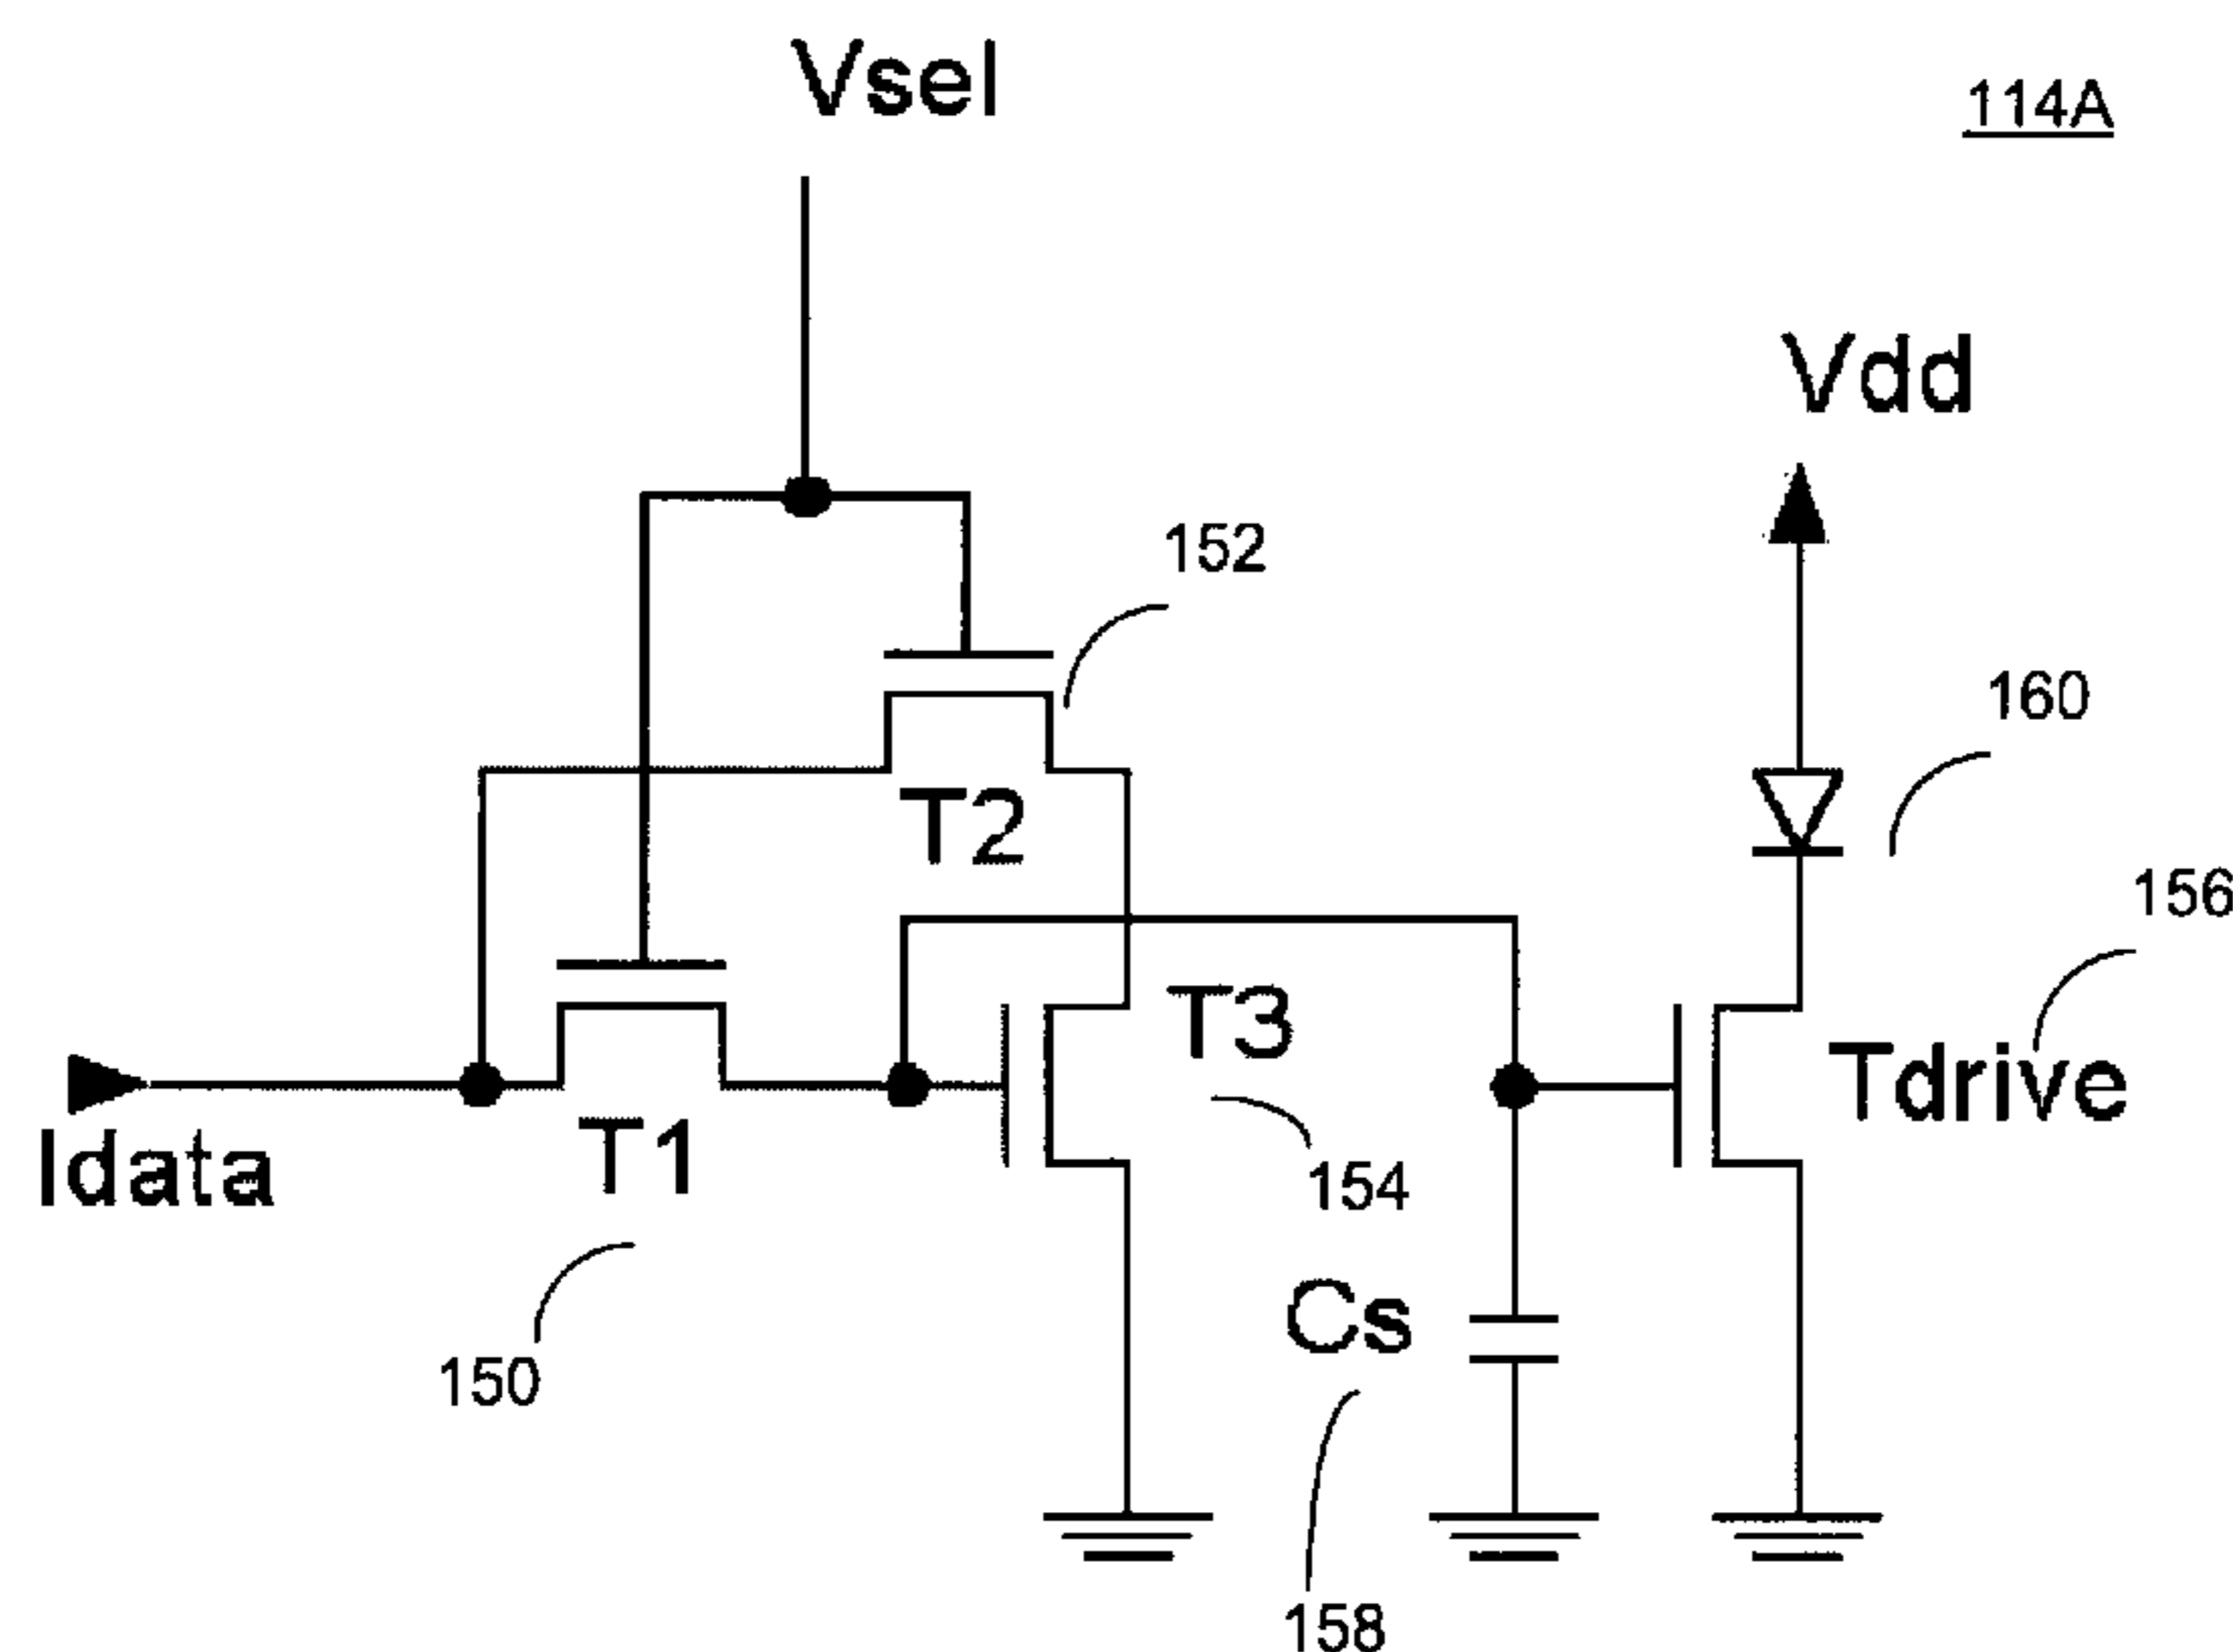 Vsel
114A
Vdd
152
160
T2
156
T3
Tdrive
Idata
T1
154
Cs
150
158